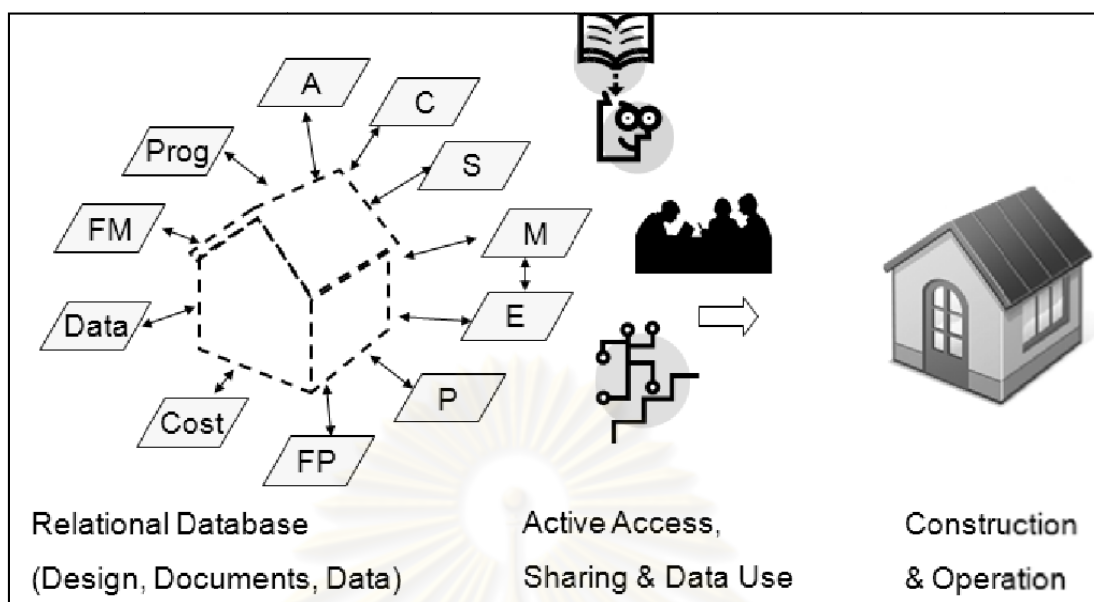 A
C
Prog
S
FM
M
Data
E
P
Cost
FP
Relational Database
(Design, Documents, Data)
Active Access,
Sharing & Data Use
Construction
& Operation